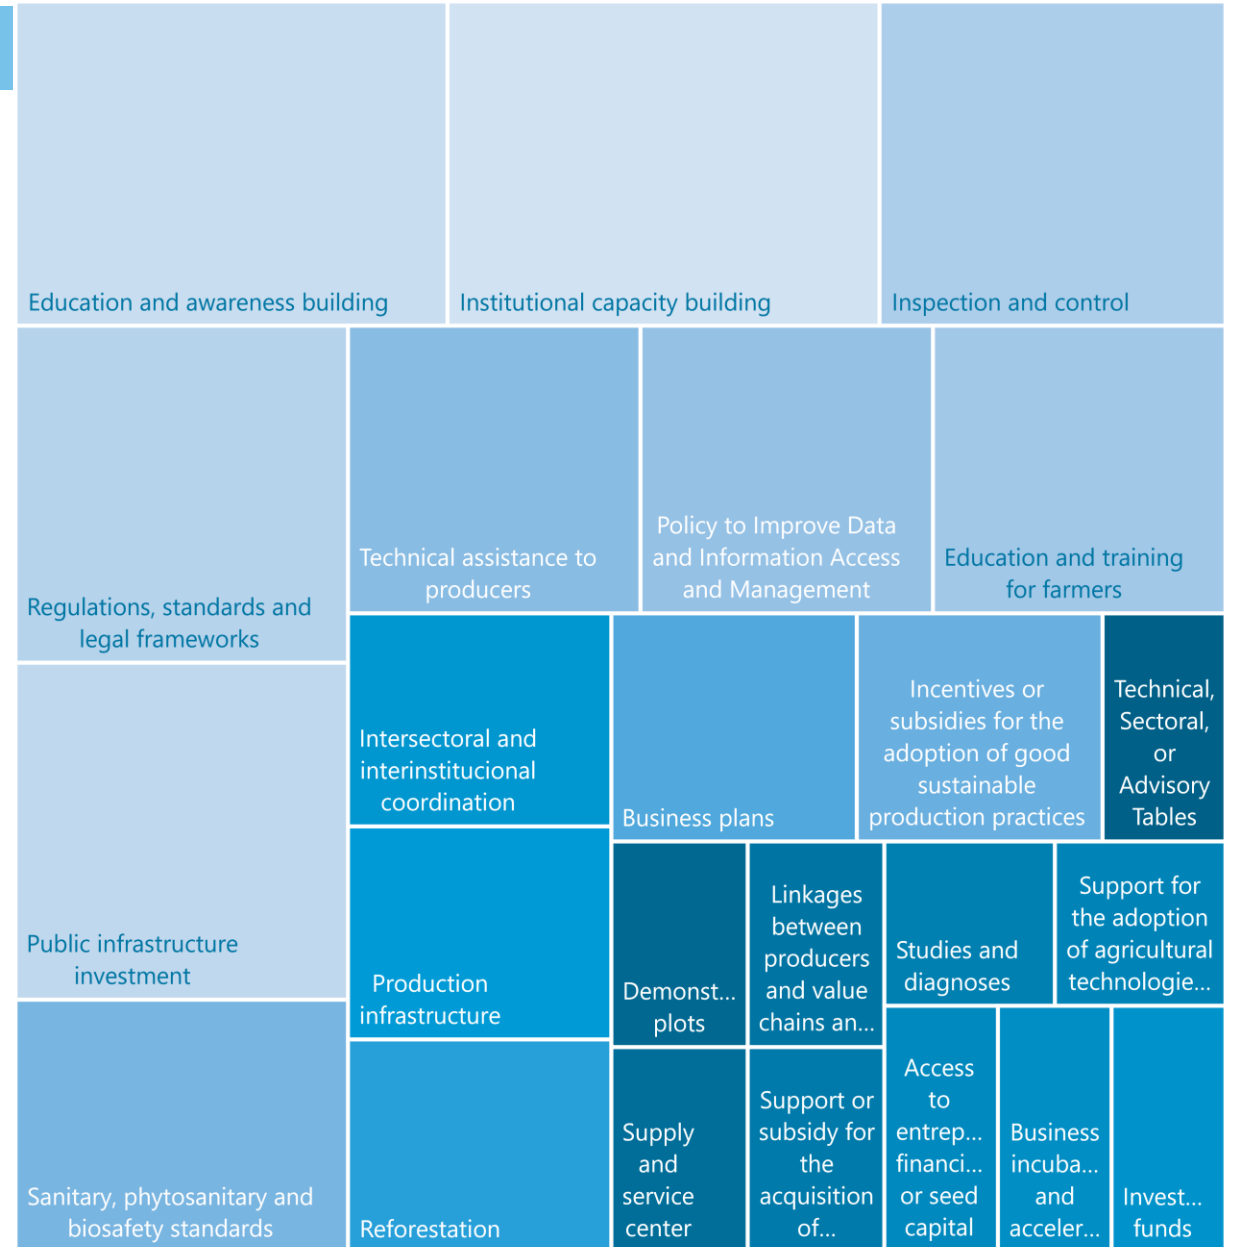 Education and awareness building
Institutional capacity building
Inspection and control
Regulations, standards and
legal frameworks
Technical assistance to
producers
Policy to Improve Data
and Information Access
and Management
Education and training
for farmers
Public infrastructure
investment
Intersectoral and
interinstitucional
coordination
Business plans
Incentives or
subsidies for the
adoption of good
sustainable
production practices
Technical,
Sectoral,
or
Advisory
Tables
Production
infrastructure
Demonst...
plots
Linkages
between
producers
and value
chains an...
Studies and
diagnoses
Support for
the adoption
of agricultural
technologie...
Sanitary, phytosanitary and
biosafety standards
Reforestation
Supply
and
service
center
Support or
subsidy for
the
acquisition
of...
Access
to
entrep...
financi...
or seed
capital
Business
incuba...
and
acceler...
Invest...
funds